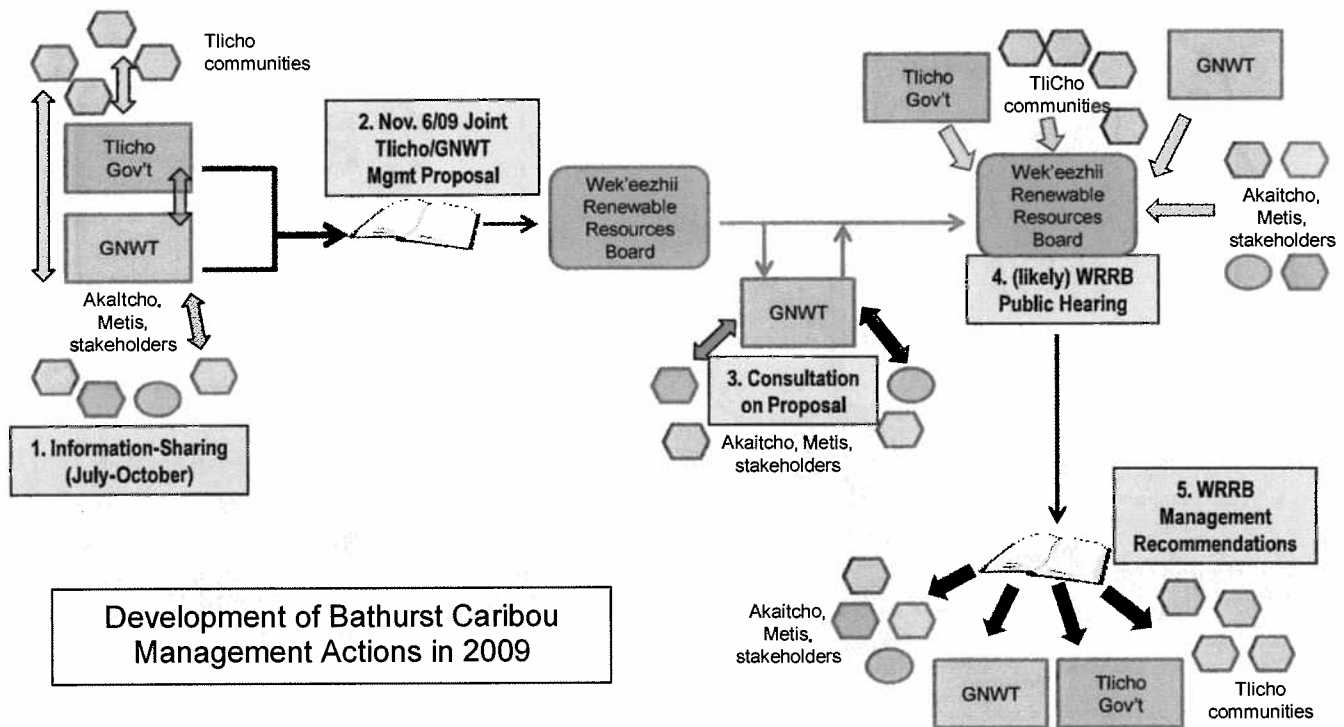 Tlicho
communities
Tlicho
Gov't
GNWT
Akaltcho,
Metis,
stakeholders
1. Information-Sharing
(July-October)
2. Nov. 6/09 Joint
Tlicho/GNWT
Mgmt Proposal
Wek'eezhii
Renewable
Resources
Board
GNWT
3. Consultation
on Proposal
Akaitcho, Metis,
stakeholders
Tlicho
Gov't
TliCho
communities
GNWT
Wek'eezhii
Renewable
Resources
Board
Akaitcho,
Metis,
stakeholders
4. (likely) WRRB
Public Hearing
5. WRRB
Management
Recommendations
Akaitcho,
Metis,
stakeholders
GNWT
Tlicho
Gov't
Tlicho
communities
Development of Bathurst Caribou
Management Actions in 2009